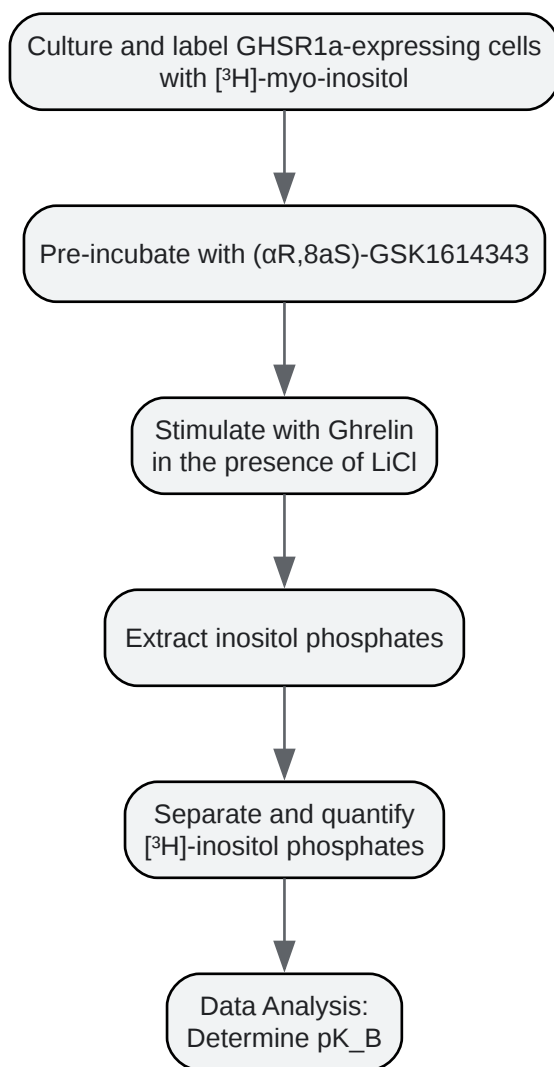 Culture and label GHSR1a-expressing cells
with [³H]-myo-inositol
Pre-incubate with (αR,8aS)-GSK1614343
Stimulate with Ghrelin
in the presence of LiCl
Extract inositol phosphates
Separate and quantify
[³H]-inositol phosphates
Data Analysis:
Determine pK_B